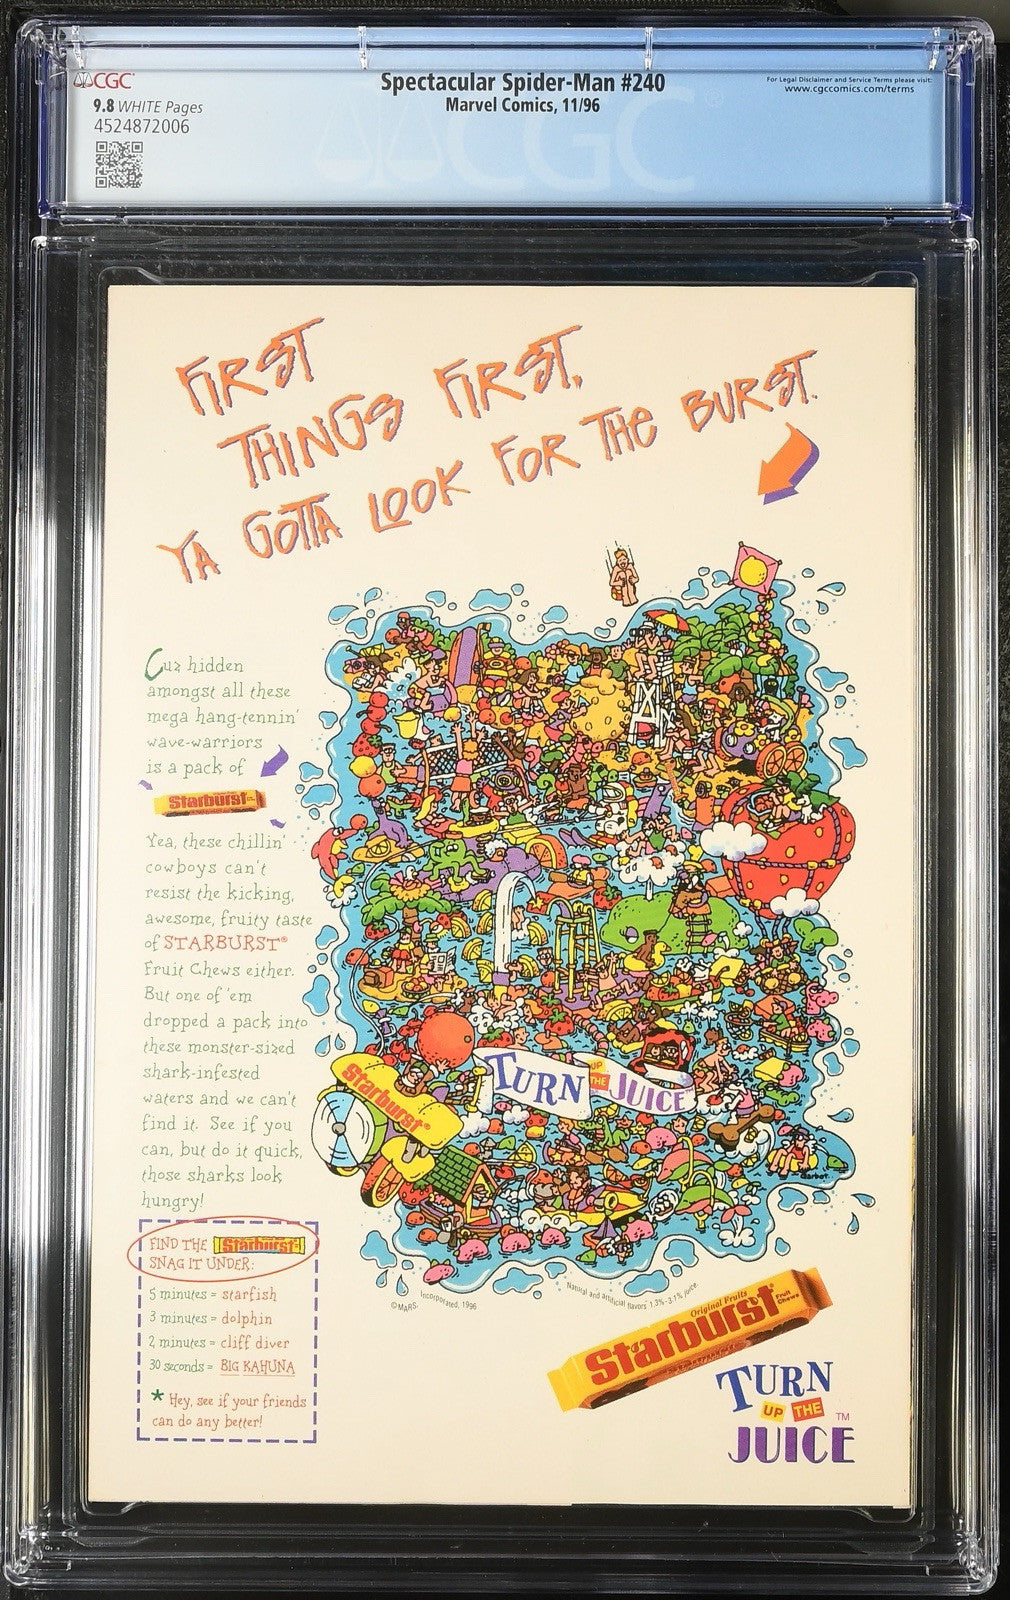 CGC
9.8 WHITE Pages
4524872006
Spectacular Spider-Man #240
Marvel Comics, 11/96
For Legal Disclaimer and Service Terms please visit:
www.cgccomics.com/terms
CGC
FIRST
THINGS FIRST,
YA GOTTA LOOK FOR THE BURST.
Cuz hidden
amongst all these
mega hang-tennin'
wave-warriors
is a pack of
Starburst
Yea, these chillin'
cowboys can't
resist the kicking,
awesome, fruity taste
of STARBURST®
Fruit Chews either.
But one of 'em
dropped a pack into
these monster-sized
shark-infested
waters and we can't
find it. See if you
can, but do it quick,
those sharks look
hungry!
FIND THE Starburst
SNAG IT UNDER:
5 minutes = starfish
3 minutes = dolphin
2 minutes = cliff diver
30 seconds = BIG KAHUNA
* Hey, see if your friends
can do any better!
Starburst®
TURN UP THE JUICE
©MARS, Incorporated, 1996
Natural and artificial flavors 1.3%-3.1% juice.
Original Fruits
Starburst®
Fruit Chews
TURN
UP THE
JUICE™